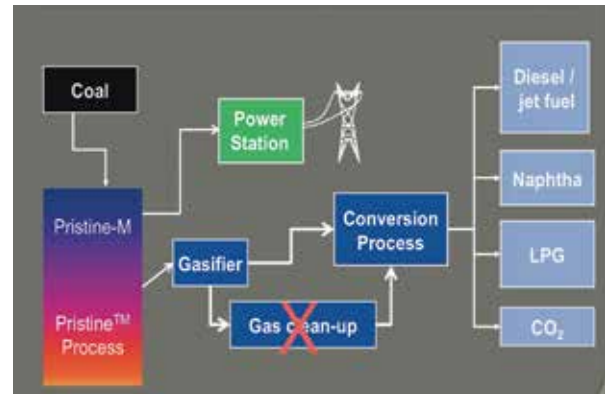 Coal
Power
Station
Diesel /
jet fuel
Naphtha
Pristine-M
Conversion
Process
Gasifier
LPG
Pristine™
Process
Gas clean-up
CO₂